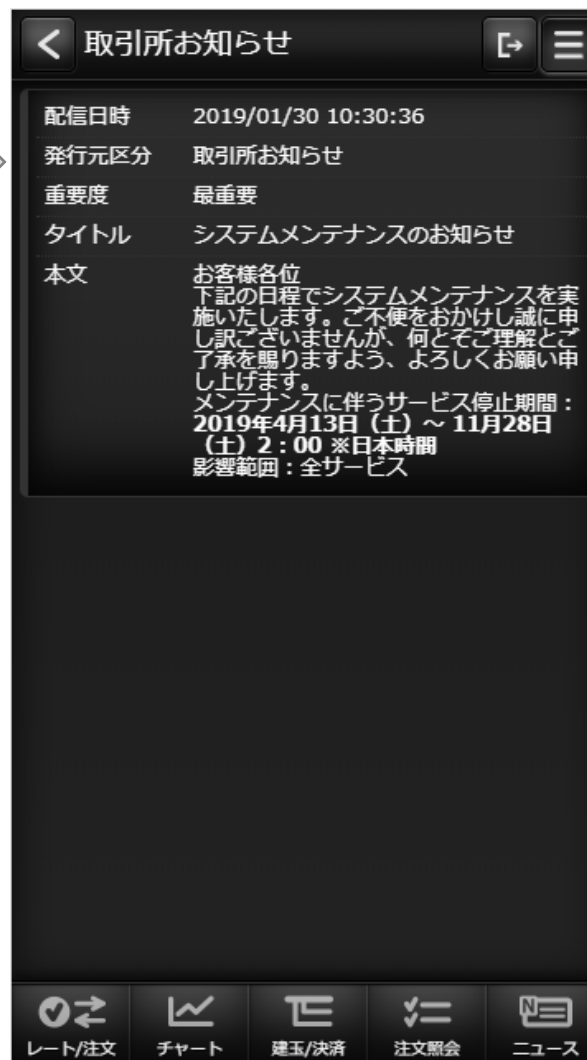 取引所お知らせ
配信日時 2019/01/30 10:30:36
発行元区分 取引所お知らせ
重要度 最重要
タイトル システムメンテナンスのお知らせ
本文 お客様各位
下記の日程でシステムメンテナンスを実
施いたします。ご不便をおかけし誠に申
し訳ございませんが、何とぞご理解とご
了承を賜りますよう、よろしくお願い申
し上げます。
メンテナンスに伴うサービス停止期間：
2019年4月13日（土）～ 11月28日
（土）2：00 ※日本時間
影響範囲：全サービス
レート/注文 チャート 建玉/決済 注文照会 ニュース